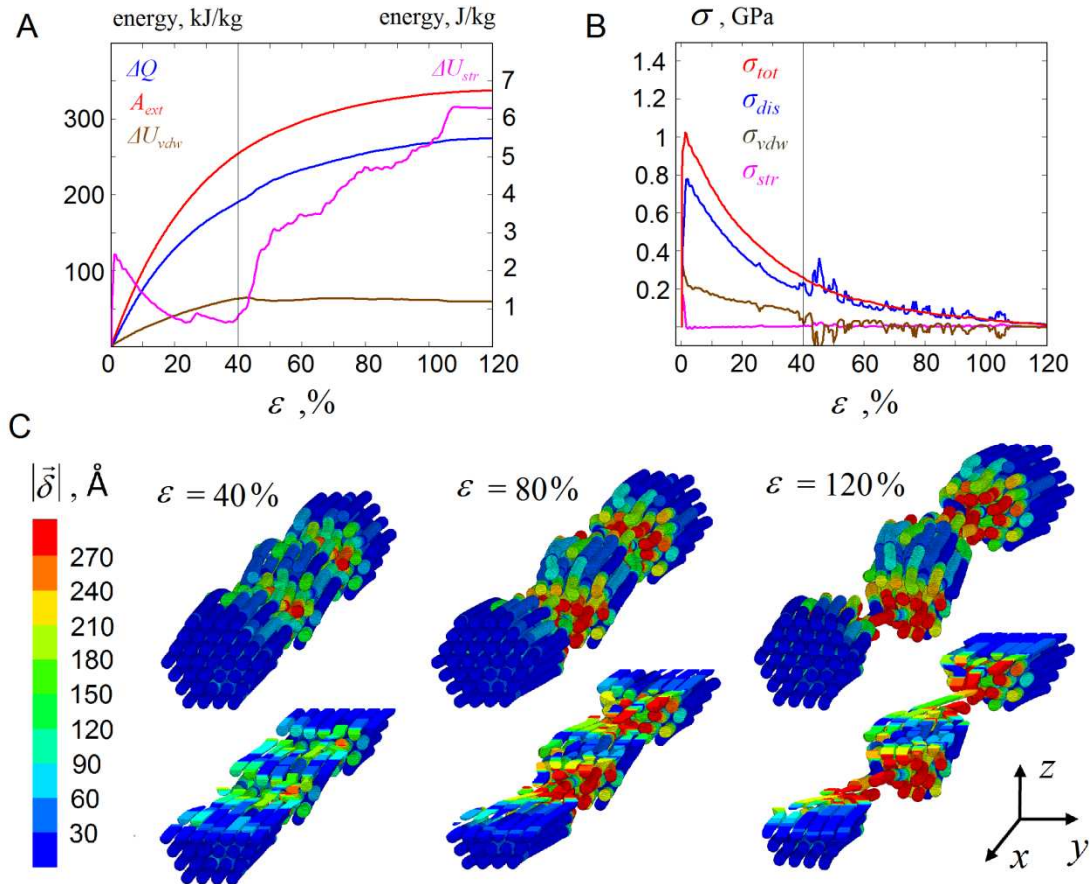 A
energy, kJ/kg
energy, J/kg
ΔQ
A_ext
ΔU_vdw
ΔU_str
300
200
100
7
6
5
4
3
2
1
0 20 40 60 80 100 120
ε ,%
B
σ , GPa
σ_tot
σ_dis
σ_vdw
σ_str
1.4
1.2
1
0.8
0.6
0.4
0.2
0 20 40 60 80 100 120
ε ,%
C
|δ⃗| , Å
270
240
210
180
150
120
90
60
30
ε = 40%
ε = 80%
ε = 120%
z
x
y